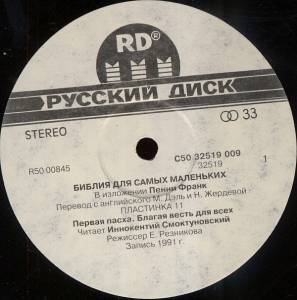 RD®
РУССКИЙ ДИСК
STEREO
33
R50 00845
С50 32519 009
32519
БИБЛИЯ ДЛЯ САМЫХ МАЛЕНЬКИХ
1
В изложении Пенни Франк
Перевод с английского М. Дэль и Н. Жердевой
ПЛАСТИНКА 11
Первая пасха. Благая весть для всех
Читает Иннокентий Смоктуновский
Режиссер Е. Резникова
Запись 1991 г.